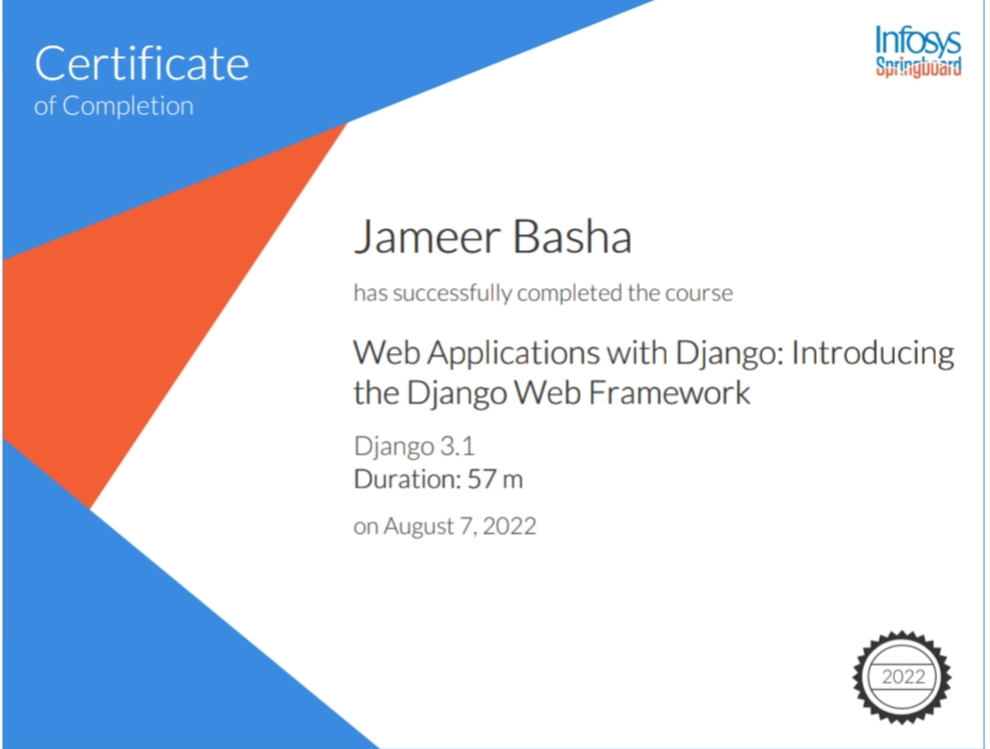 Certificate
of Completion
Infosys
Springboard
Jameer Basha
has successfully completed the course
Web Applications with Django: Introducing
the Django Web Framework
Django 3.1
Duration: 57 m
on August 7, 2022
2022